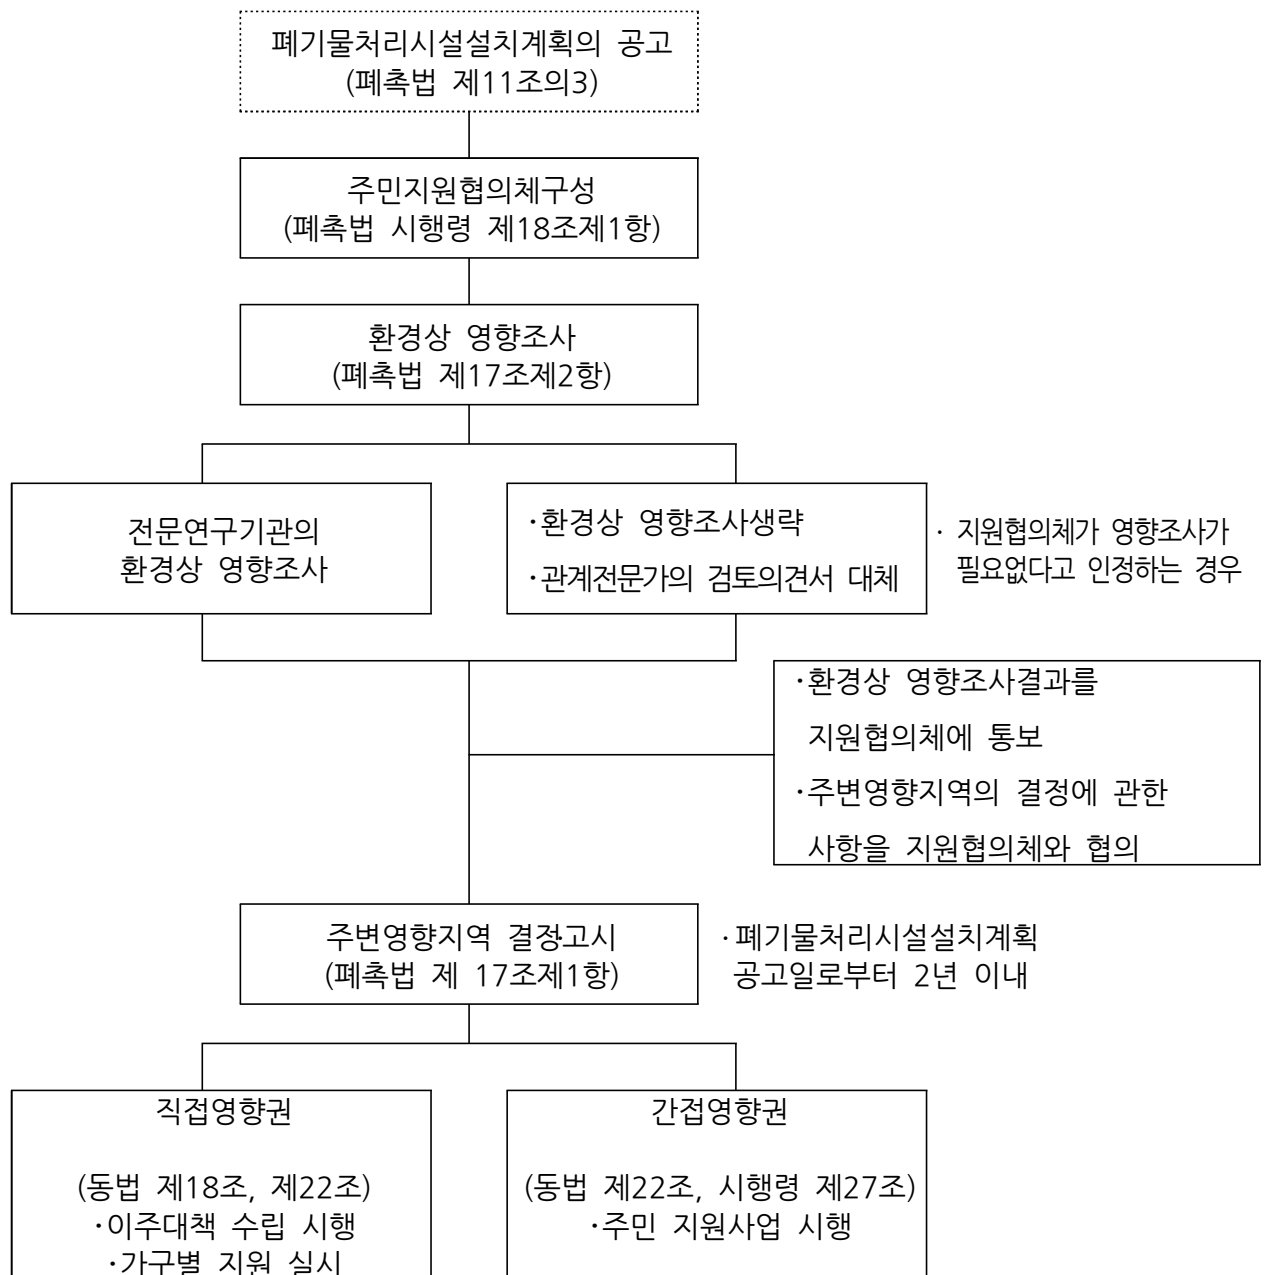 폐기물처리시설설치계획의 공고
(폐촉법 제11조의3)
주민지원협의체구성
(폐촉법 시행령 제18조제1항)
환경상 영향조사
(폐촉법 제17조제2항)
전문연구기관의
환경상 영향조사
·환경상 영향조사생략
·관계전문가의 검토의견서 대체
· 지원협의체가 영향조사가
필요없다고 인정하는 경우
·환경상 영향조사결과를
지원협의체에 통보
·주변영향지역의 결정에 관한
사항을 지원협의체와 협의
주변영향지역 결정·고시
(폐촉법 제 17조제1항)
·폐기물처리시설설치계획
공고일로부터 2년 이내
직접영향권
(동법 제18조, 제22조)
·이주대책 수립 시행
·가구별 지원 실시
간접영향권
(동법 제22조, 시행령 제27조)
·주민 지원사업 시행